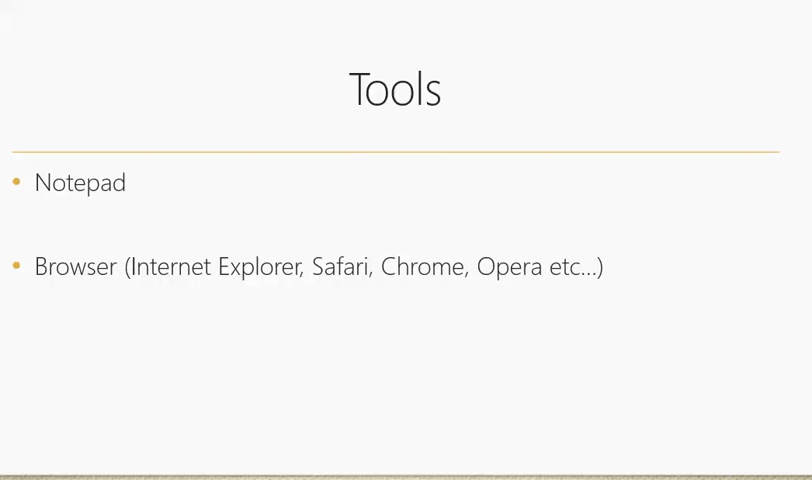 Tools
• Notepad
• Browser (Internet Explorer, Safari, Chrome, Opera etc...)